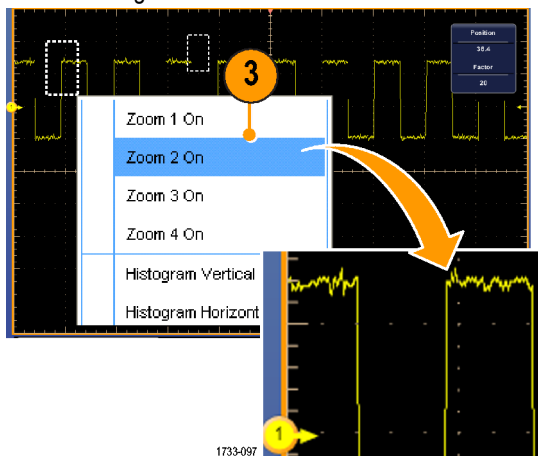 Position
38.4
Factor
20
3
Zoom 1 On
Zoom 2 On
Zoom 3 On
Zoom 4 On
Histogram Vertical
Histogram Horizont
1
1733-097